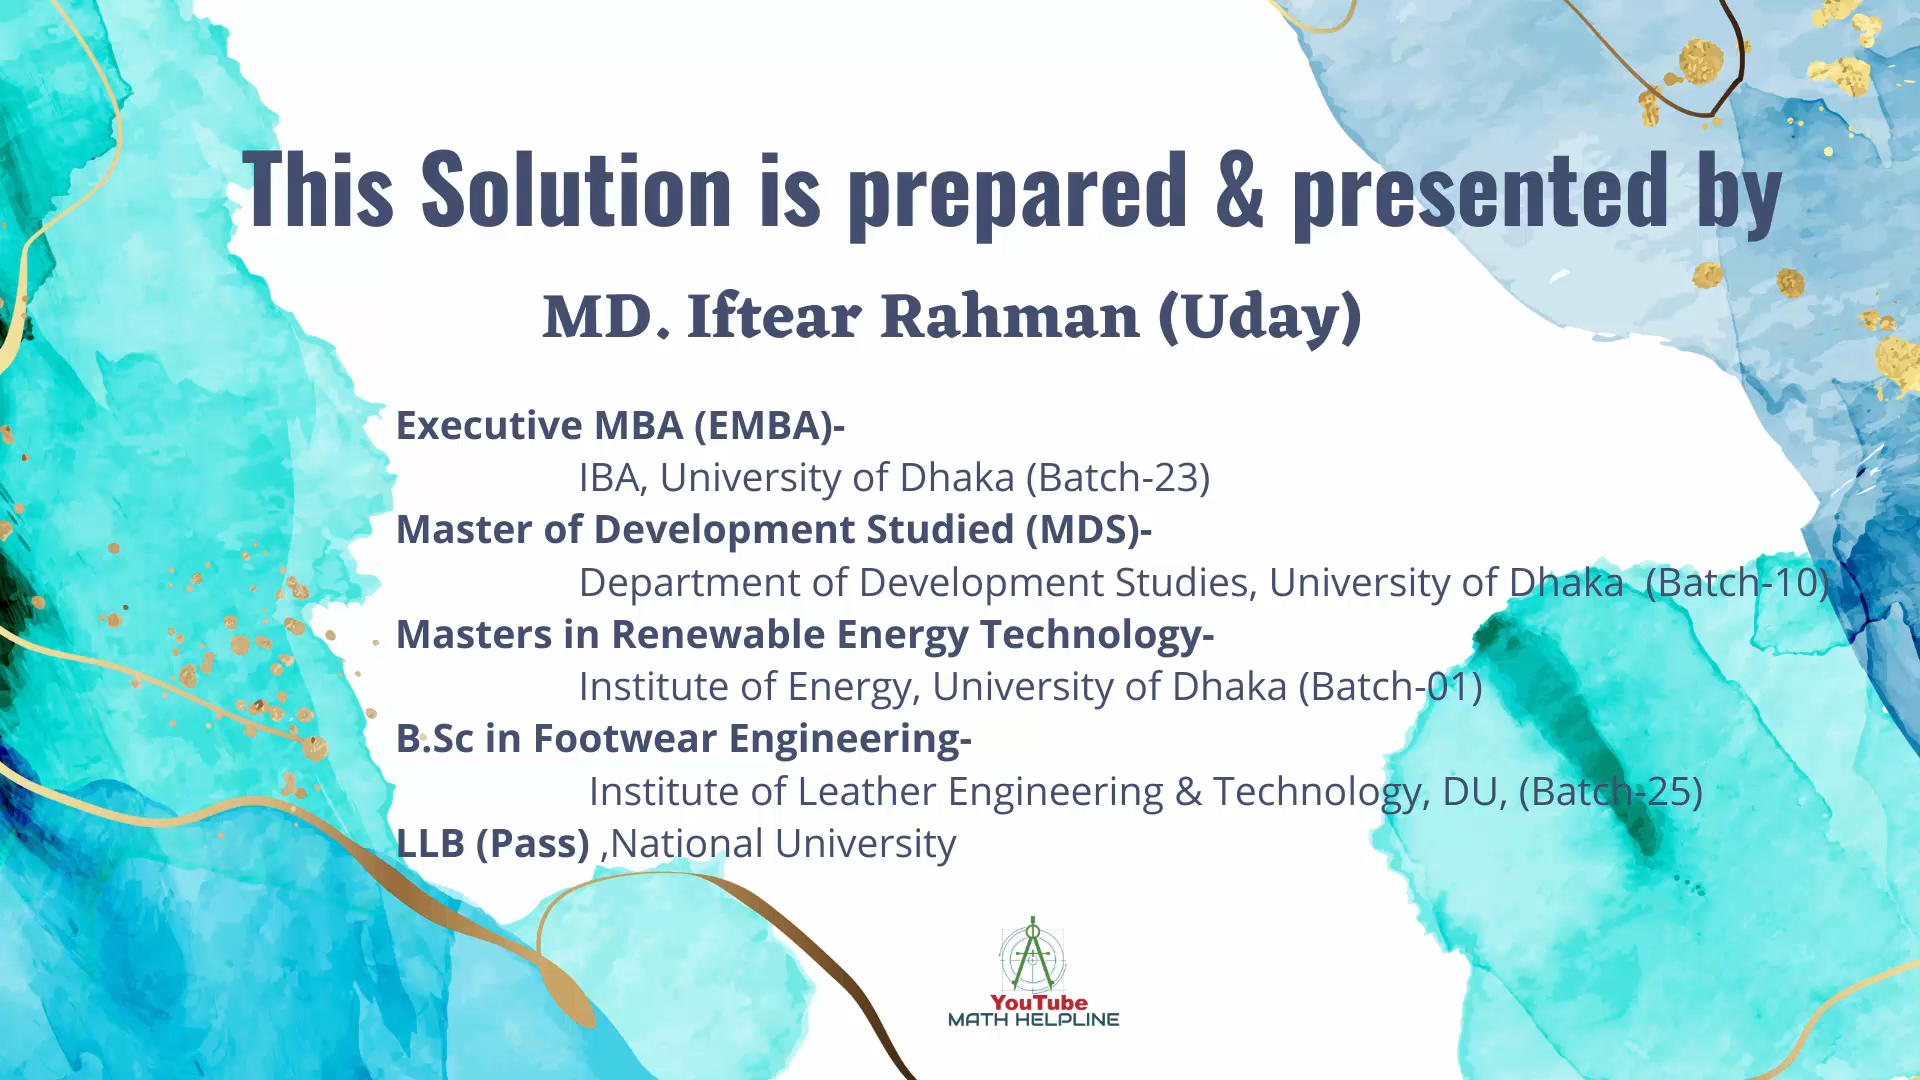 This Solution is prepared & presented by
MD. Iftear Rahman (Uday)
Executive MBA (EMBA)-
IBA, University of Dhaka (Batch-23)
Master of Development Studied (MDS)-
Department of Development Studies, University of Dhaka (Batch-10)
Masters in Renewable Energy Technology-
Institute of Energy, University of Dhaka (Batch-01)
B.Sc in Footwear Engineering-
Institute of Leather Engineering & Technology, DU, (Batch-25)
LLB (Pass) ,National University
YouTube
MATH HELPLINE